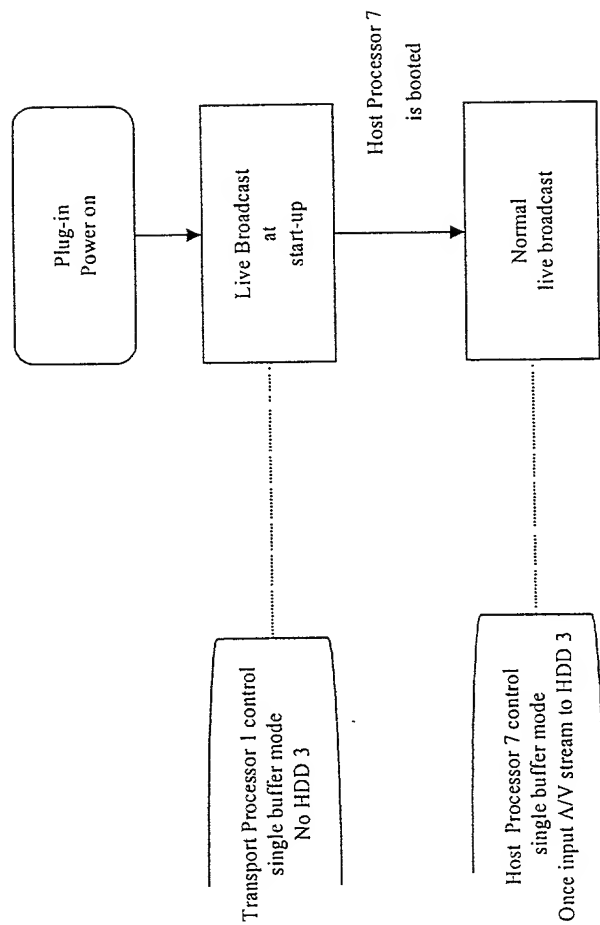 Plug-in
Power on
Live Broadcast
at
start-up
Host Processor 7
is booted
Normal
live broadcast
Transport Processor 1 control
single buffer mode
No HDD 3
Host Processor 7 control
single buffer mode
Once input A/V stream to HDD 3